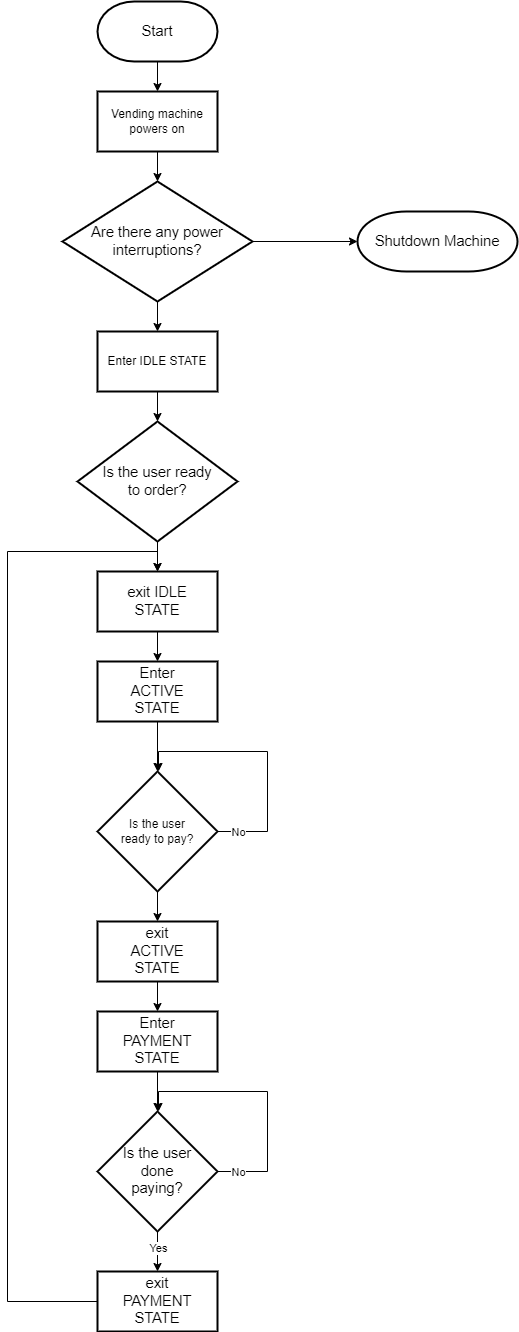 Start
Vending machine
powers on
Are there any power
interruptions?
Shutdown Machine
Enter IDLE STATE
Is the user ready
to order?
exit IDLE
STATE
Enter
ACTIVE
STATE
Is the user
ready to pay?
No
exit
ACTIVE
STATE
Enter
PAYMENT
STATE
Is the user
done
paying?
No
Yes
exit
PAYMENT
STATE